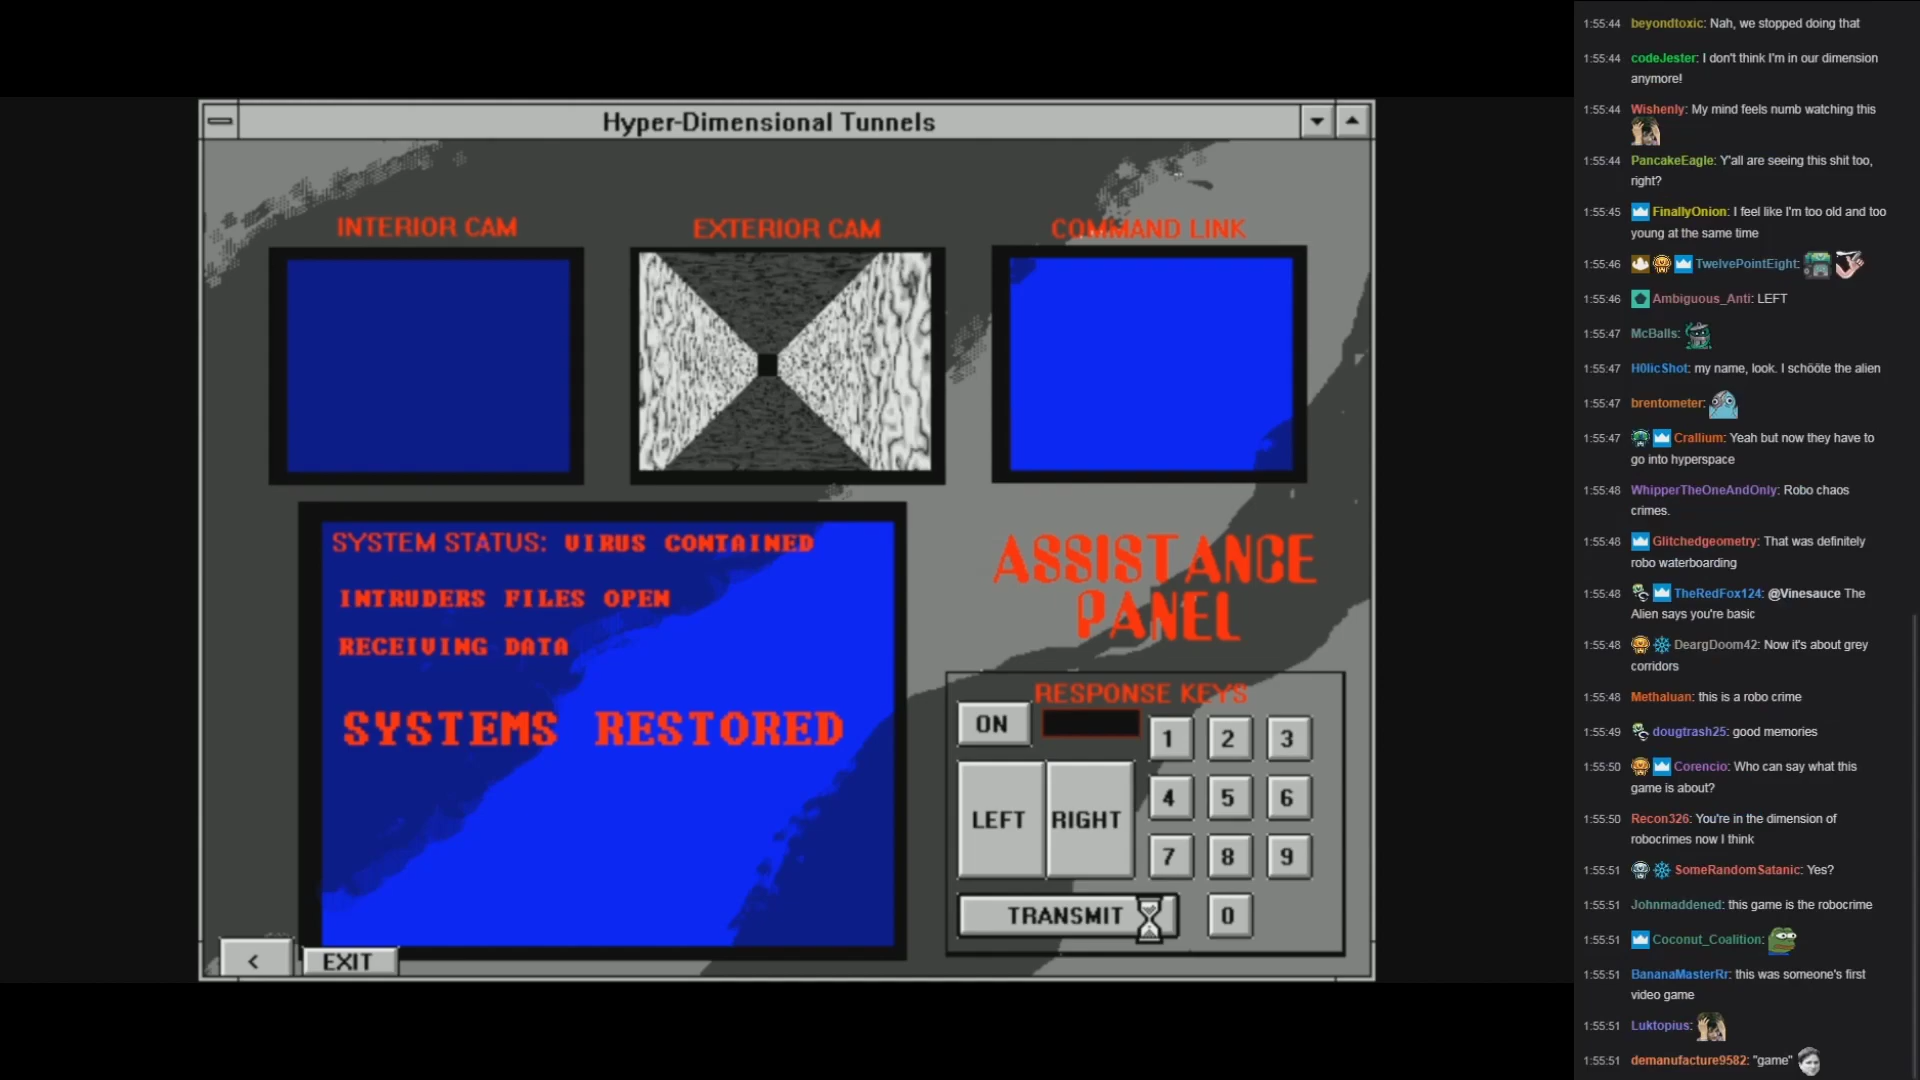 Hyper-Dimensional Tunnels
INTERIOR CAM
EXTERIOR CAM
COMMAND LINK
SYSTEM STATUS: VIRUS CONTAINED
INTRUDERS FILES OPEN
RECEIVING DATA
SYSTEMS RESTORED
ASSISTANCE
PANEL
RESPONSE KEYS
ON
1 2 3
LEFT RIGHT
4 5 6
7 8 9
TRANSMIT
0
< EXIT
1:55:44 beyondtoxic: Nah, we stopped doing that
1:55:44 codeJester: I don't think I'm in our dimension
anymore!
1:55:44 Wishenly: My mind feels numb watching this
1:55:44 PancakeEagle: Y'all are seeing this shit too,
right?
1:55:45 FinallyOnion: I feel like I'm too old and too
young at the same time
1:55:46 TwelvePointEight:
1:55:46 Ambiguous_Anti: LEFT
1:55:47 McBalls:
1:55:47 H0licShot: my name, look. I schööte the alien
1:55:47 brentometer:
1:55:47 Crallium: Yeah but now they have to
go into hyperspace
1:55:48 WhipperTheOneAndOnly: Robo chaos
crimes.
1:55:48 Glitchedgeometry: That was definitely
robo waterboarding
1:55:48 TheRedFox124: @Vinesauce The
Alien says you're basic
1:55:48 DeargDoom42: Now it's about grey
corridors
1:55:48 Methaluan: this is a robo crime
1:55:49 dougtrash25: good memories
1:55:50 Corencio: Who can say what this
game is about?
1:55:50 Recon326: You're in the dimension of
robocrimes now I think
1:55:51 SomeRandomSatanic: Yes?
1:55:51 Johnmaddened: this game is the robocrime
1:55:51 Coconut_Coalition:
1:55:51 BananaMasterRr: this was someone's first
video game
1:55:51 Luktopius:
1:55:51 demanufacture9582: "game"